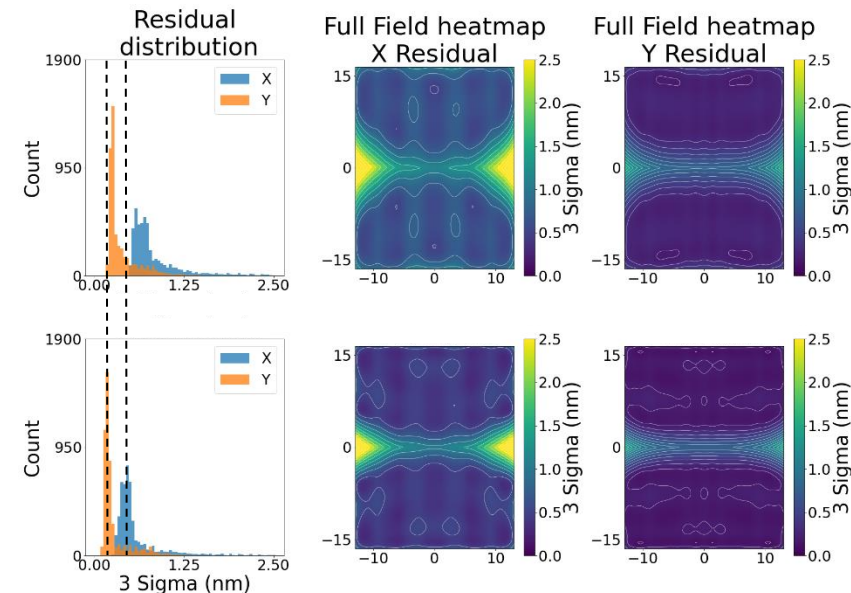 Residual
distribution
Full Field heatmap
X Residual
Full Field heatmap
Y Residual
1900
950
0
Count
X
Y
0.00 1.25 2.50
15
0
−15
−10 0 10
2.5
2.0
1.5
1.0
0.5
0.0
3 Sigma (nm)
15
0
−15
−10 0 10
2.5
2.0
1.5
1.0
0.5
0.0
3 Sigma (nm)
1900
950
0
Count
X
Y
0.00 1.25 2.50
3 Sigma (nm)
15
0
−15
−10 0 10
2.5
2.0
1.5
1.0
0.5
0.0
3 Sigma (nm)
15
0
−15
−10 0 10
2.5
2.0
1.5
1.0
0.5
0.0
3 Sigma (nm)